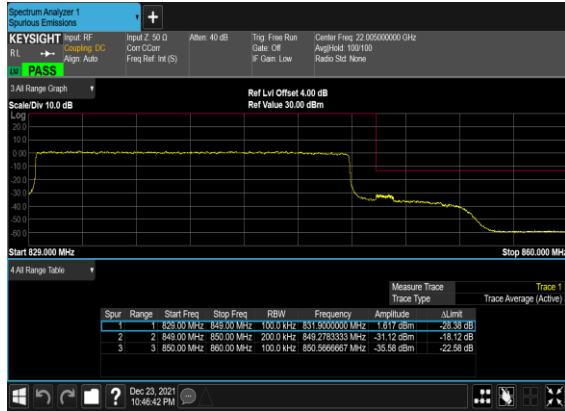 Spectrum Analyzer 1
Spurious Emissions
KEYSIGHT Input: RF Input Z: 50 Ω Atten: 40 dB Trig: Free Run Center Freq: 22.005000000 GHz
RL Coupling: DC Corr CCorr Gate: Off Avg|Hold: 100/100
Align: Auto Freq Ref: Int (S) IF Gain: Low Radio Std: None
PASS
3 All Range Graph
Ref Lvl Offset 4.00 dB
Scale/Div 10.0 dB Ref Value 30.00 dBm
Log
20.0
10.0
0.00
-10.0
-20.0
-30.0
-40.0
-50.0
-60.0
Start 829.000 MHz Stop 860.000 MHz
4 All Range Table
Measure Trace Trace 1
Trace Type Trace Average (Active)
Spur Range Start Freq Stop Freq RBW Frequency Amplitude ΔLimit
1 1 829.00 MHz 849.00 MHz 100.0 kHz 831.9000000 MHz 1.617 dBm -28.38 dB
2 2 849.00 MHz 850.00 MHz 200.0 kHz 849.2783333 MHz -31.12 dBm -18.12 dB
3 3 850.00 MHz 860.00 MHz 100.0 kHz 850.5666667 MHz -35.58 dBm -22.58 dB
Dec 23, 2021
10:46:42 PM